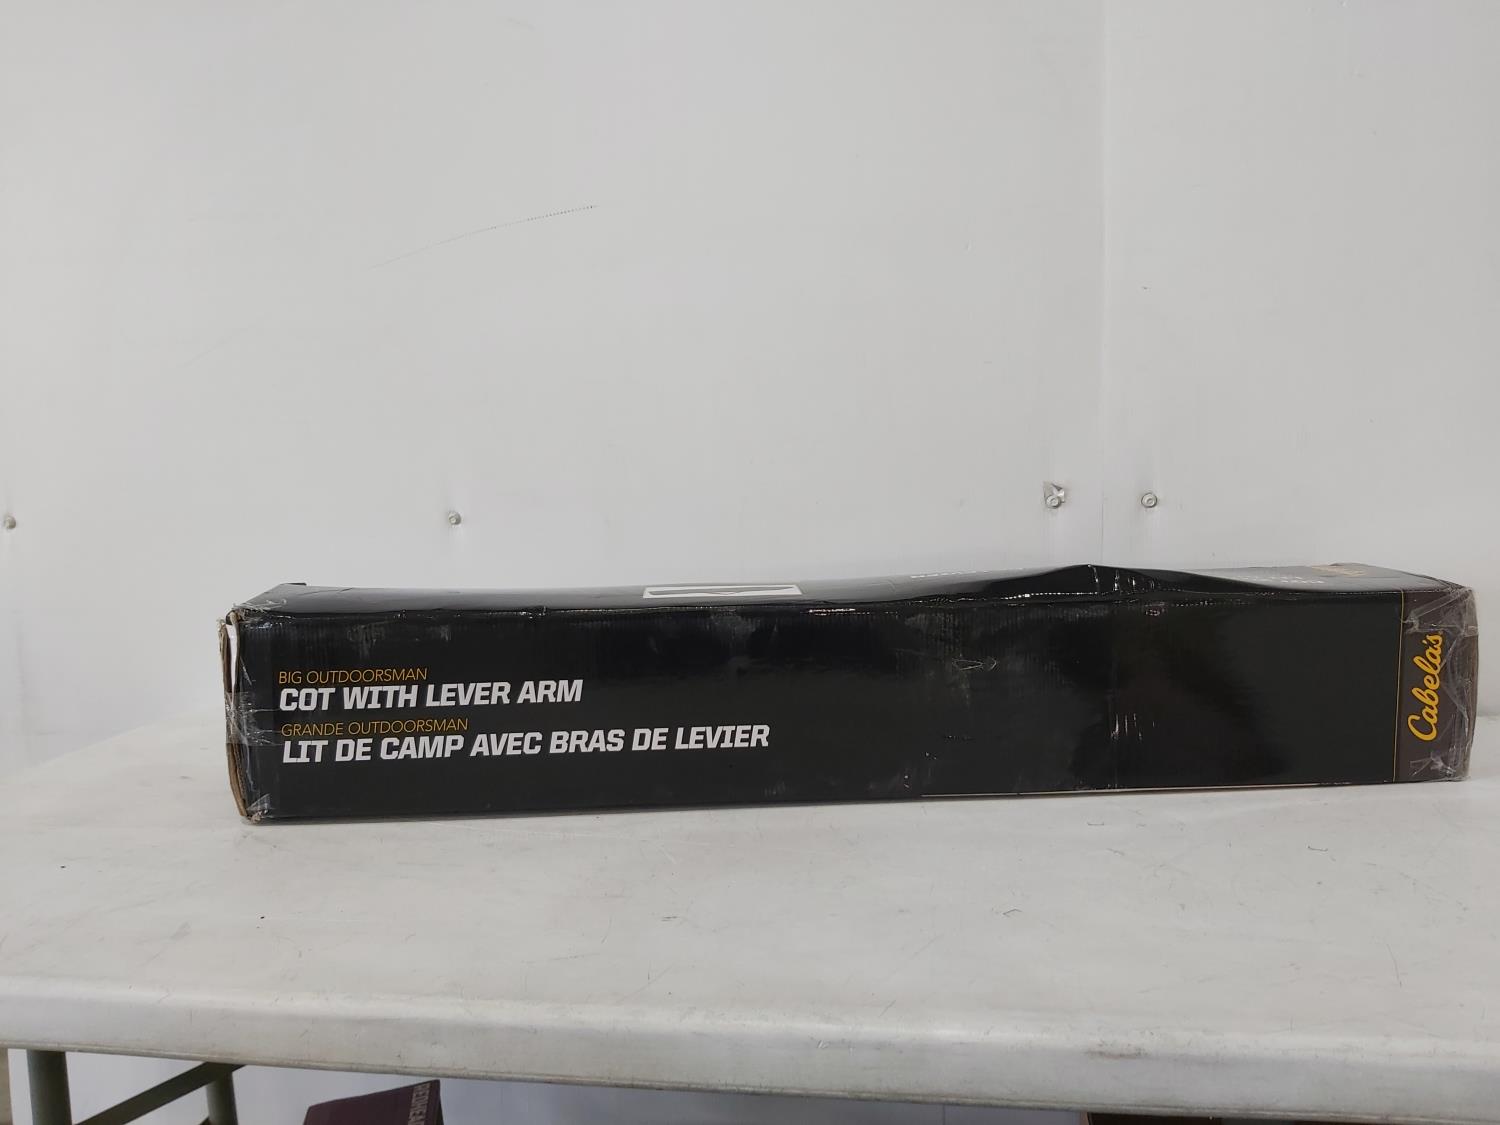 BIG OUTDOORSMAN
COT WITH LEVER ARM
GRANDE OUTDOORSMAN
LIT DE CAMP AVEC BRAS DE LEVIER
Cabela's